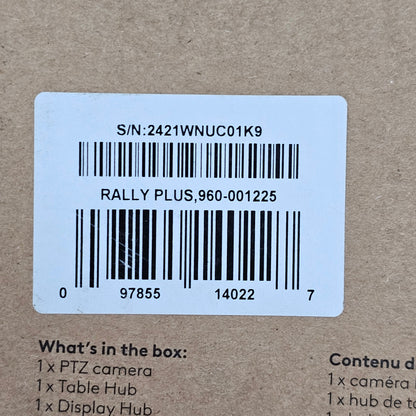 S/N:2421WNUC01K9
RALLY PLUS,960-001225
0 97855 14022 7
What's in the box:
1 x PTZ camera
1 x Table Hub
1 x Display Hub
Contenu d
1 x caméra
1 x hub de t